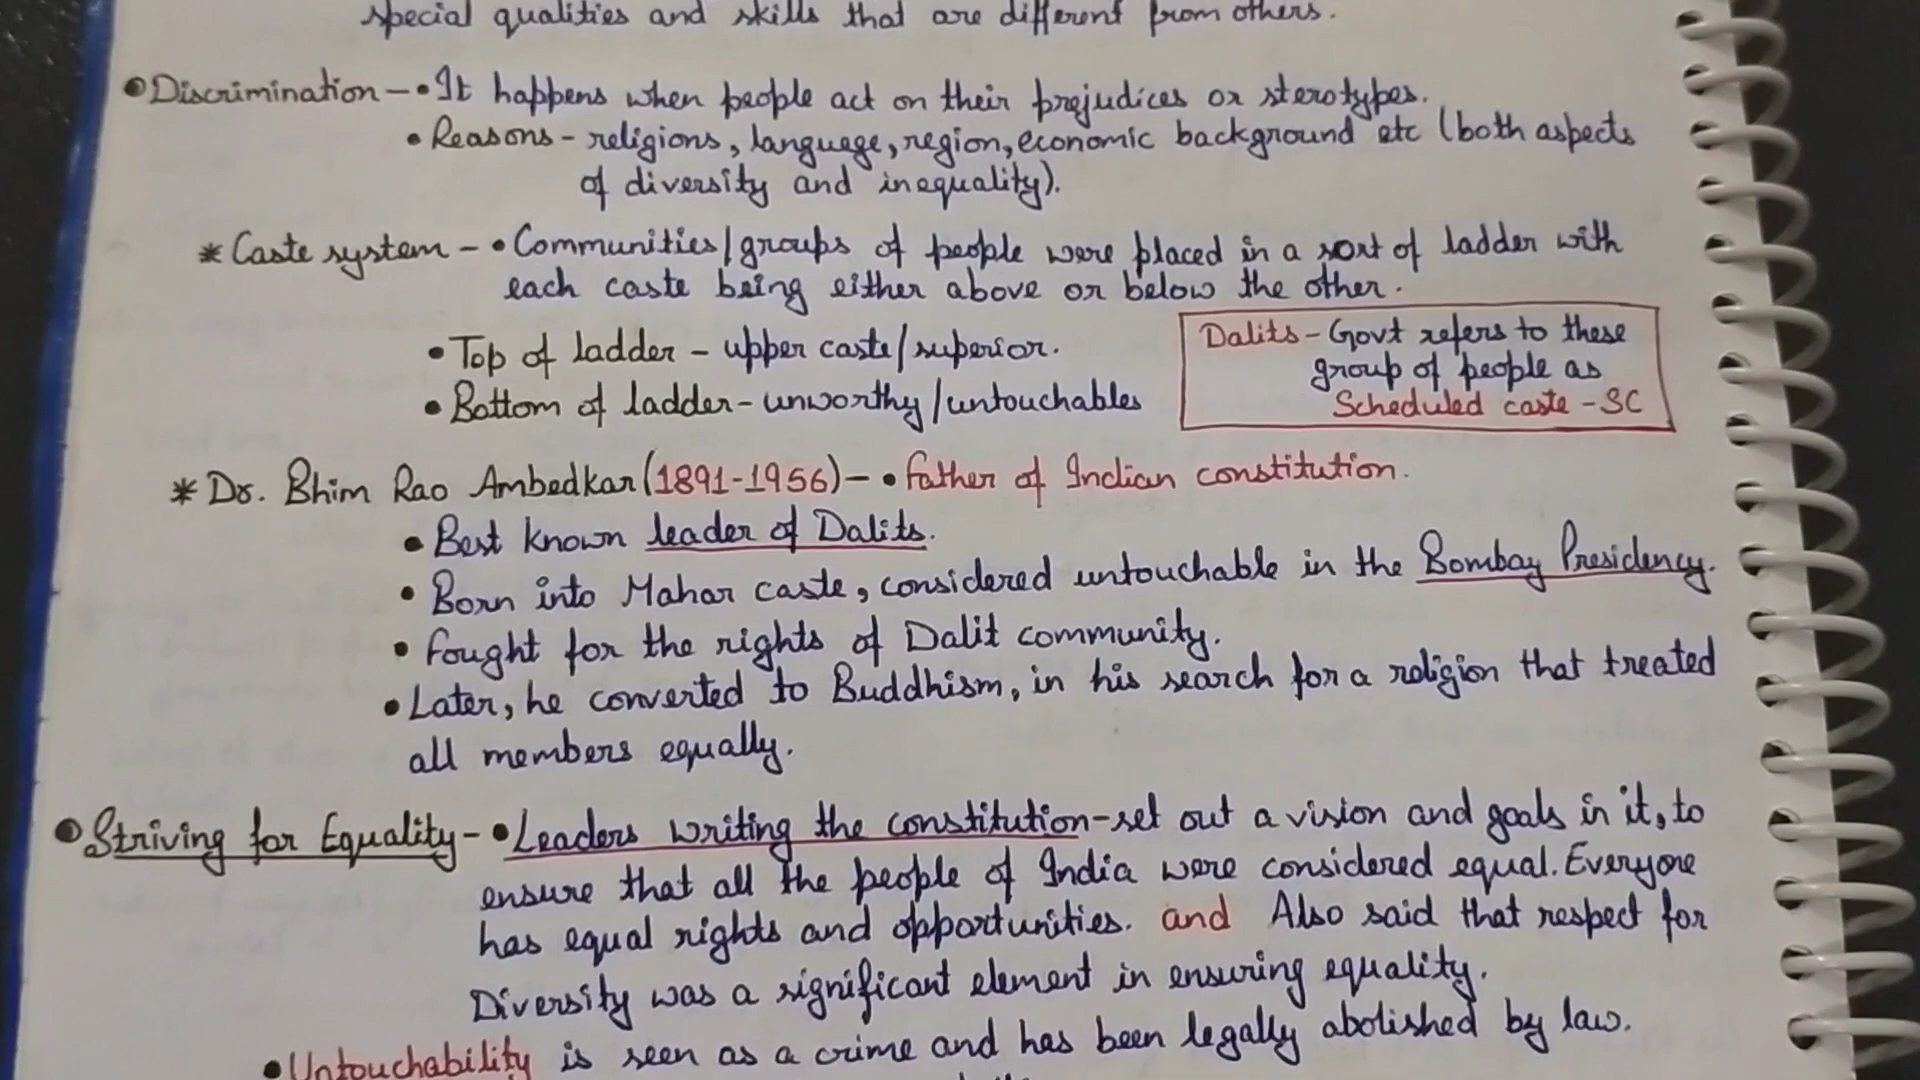 special qualities and skills that are different from others.
• Discrimination – • It happens when people act on their prejudices or sterotypes.
• Reasons – religions, language, region, economic background etc (both aspects
of diversity and inequality).
* Caste system – • Communities/groups of people were placed in a sort of ladder with
each caste being either above or below the other.
• Top of ladder – upper caste/superior.
• Bottom of ladder – unworthy/untouchables
Dalits – Govt refers to these
group of people as
Scheduled caste – SC
* Dr. Bhim Rao Ambedkar (1891-1956) – • Father of Indian constitution.
• Best known leader of Dalits.
• Born into Mahar caste, considered untouchable in the Bombay Presidency.
• Fought for the rights of Dalit community.
• Later, he converted to Buddhism, in his search for a religion that treated
all members equally.
• Striving for Equality – • Leaders writing the constitution – set out a vision and goals in it, to
ensure that all the people of India were considered equal. Everyone
has equal rights and opportunities. and Also said that respect for
Diversity was a significant element in ensuring equality.
• Untouchability is seen as a crime and has been legally abolished by law.